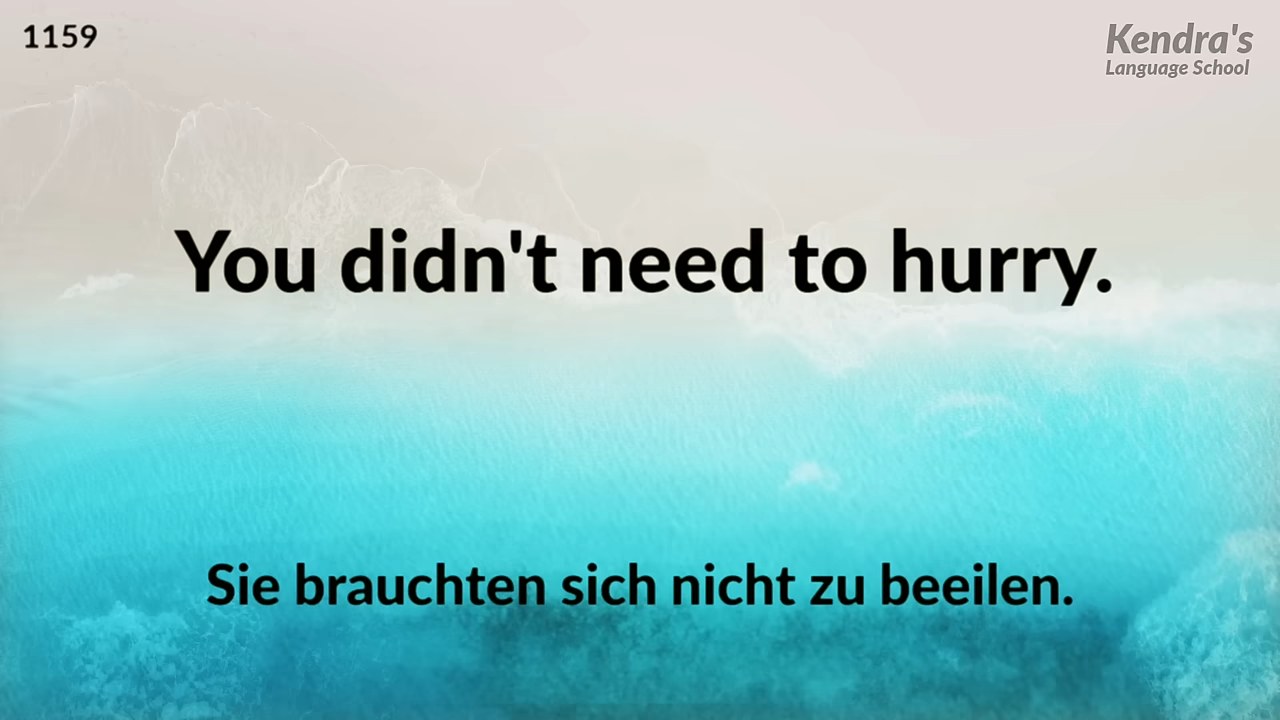 1159
Kendra's
Language School
You didn't need to hurry.
Sie brauchten sich nicht zu beeilen.